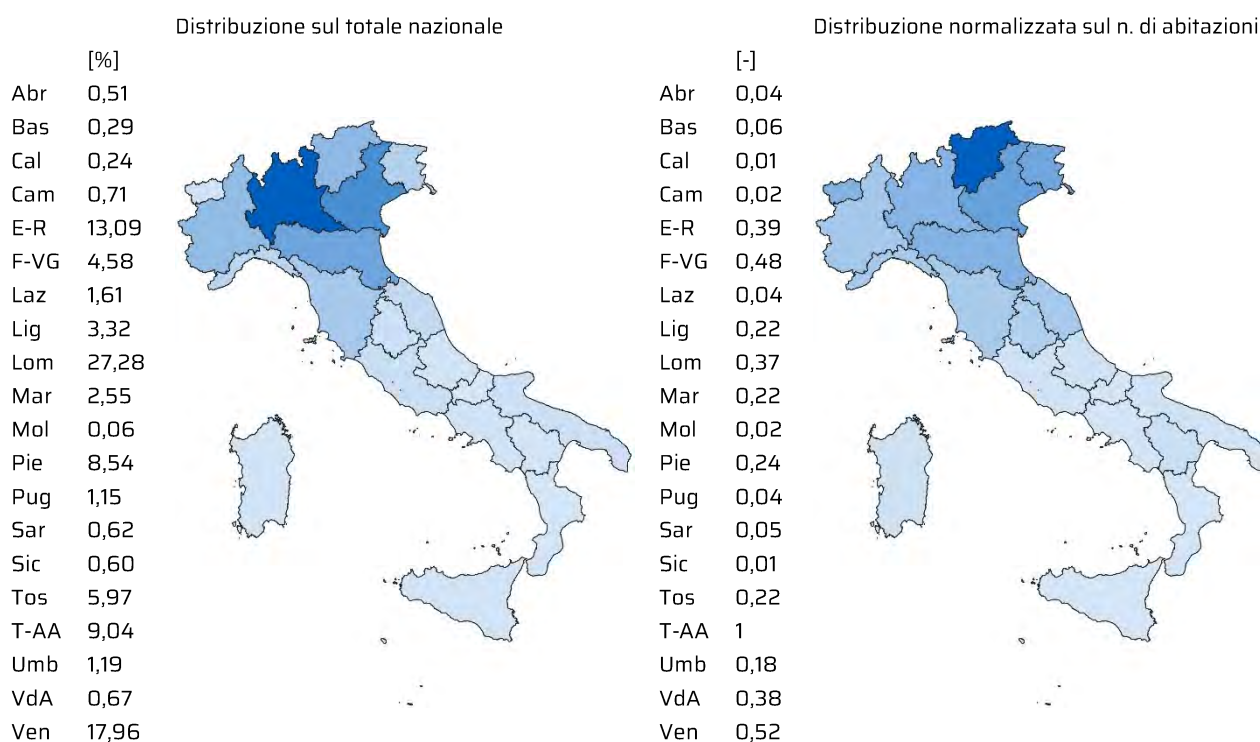 Distribuzione sul totale nazionale
[%]
Abr 0,51
Bas 0,29
Cal 0,24
Cam 0,71
E-R 13,09
F-VG 4,58
Laz 1,61
Lig 3,32
Lom 27,28
Mar 2,55
Mol 0,06
Pie 8,54
Pug 1,15
Sar 0,62
Sic 0,60
Tos 5,97
T-AA 9,04
Umb 1,19
VdA 0,67
Ven 17,96
Distribuzione normalizzata sul n. di abitazioni
[-]
Abr 0,04
Bas 0,06
Cal 0,01
Cam 0,02
E-R 0,39
F-VG 0,48
Laz 0,04
Lig 0,22
Lom 0,37
Mar 0,22
Mol 0,02
Pie 0,24
Pug 0,04
Sar 0,05
Sic 0,01
Tos 0,22
T-AA 1
Umb 0,18
VdA 0,38
Ven 0,52